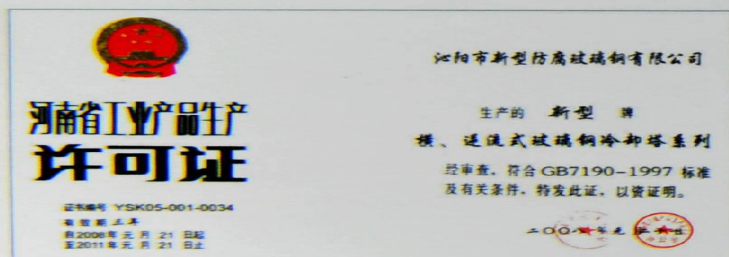 河南省工业产品生产
许可证
证书编号 YSK05-001-0034
有效期三年
自2008年元月21日起
至2011年元月21日止
沁阳市新型防腐玻璃钢有限公司
生产的 新型 牌
横、逆流式玻璃钢冷却塔系列
经审查，符合GB7190-1997标准
及有关条件，特发此证，以资证明。